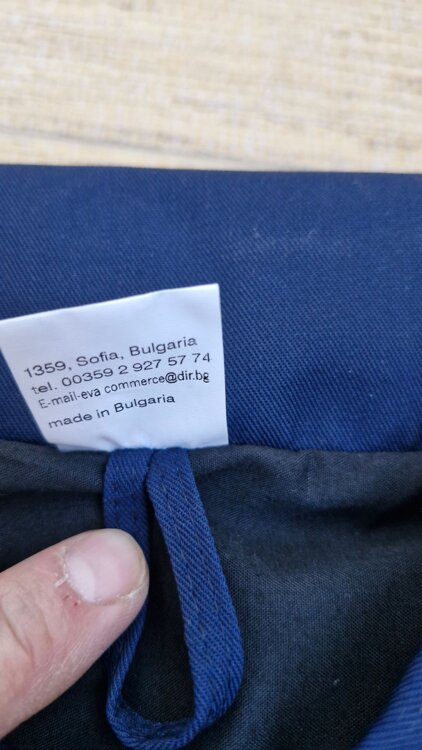 1359, Sofia, Bulgaria
tel. 00359 2 927 57 74
E-mail-eva commerce@dir.bg
made in Bulgaria